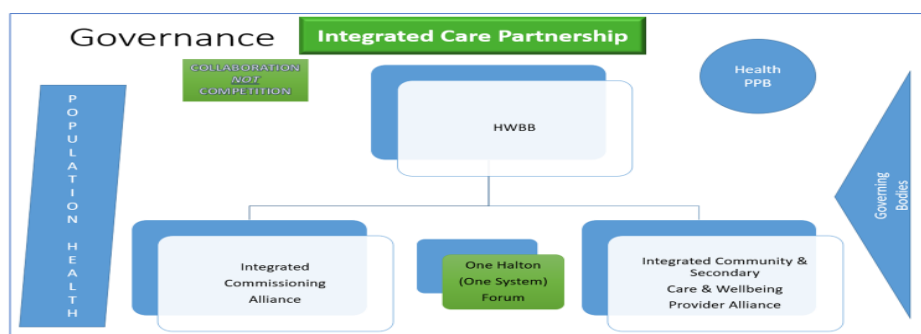 Governance
Integrated Care Partnership
COLLABORATION
NOT
COMPETITION
Health
PPB
HWBB
POPULATION HEALTH
Governing
Bodies
Integrated
Commissioning
Alliance
One Halton
(One System)
Forum
Integrated Community &
Secondary
Care & Wellbeing
Provider Alliance